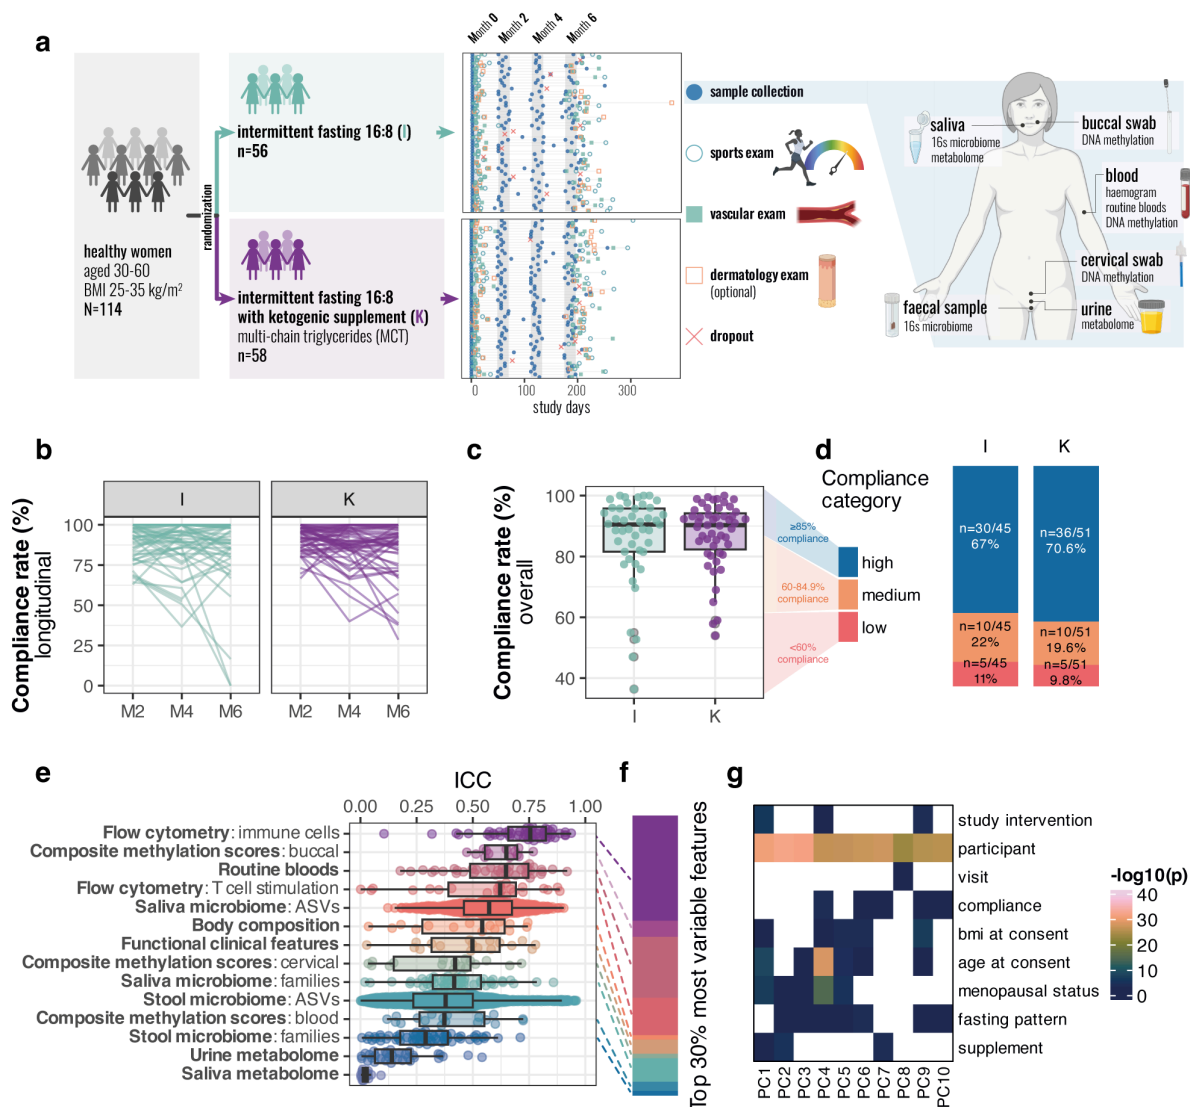 a
Month 0
Month 2
Month 4
Month 6
healthy women
aged 30-60
BMI 25-35 kg/m²
N=114
randomization
intermittent fasting 16:8 (I)
n=56
intermittent fasting 16:8
with ketogenic supplement (K)
multi-chain triglycerides (MCT)
n=58
0
100
200
300
study days
sample collection
sports exam
vascular exam
dermatology exam
(optional)
dropout
saliva
16s microbiome
metabolome
buccal swab
DNA methylation
blood
haemogram
routine bloods
DNA methylation
cervical swab
DNA methylation
faecal sample
16s microbiome
urine
metabolome
b
Compliance rate (%)
longitudinal
I
K
100
75
50
25
0
M2
M4
M6
M2
M4
M6
c
Compliance rate (%)
overall
100
80
60
40
I
K
≥85%
compliance
60-84.9%
compliance
<60%
compliance
d
Compliance
category
high
medium
low
I
K
n=30/45
67%
n=10/45
22%
n=5/45
11%
n=36/51
70.6%
n=10/51
19.6%
n=5/51
9.8%
e
ICC
0.00
0.25
0.50
0.75
1.00
Flow cytometry: immune cells
Composite methylation scores: buccal
Routine bloods
Flow cytometry: T cell stimulation
Saliva microbiome: ASVs
Body composition
Functional clinical features
Composite methylation scores: cervical
Saliva microbiome: families
Stool microbiome: ASVs
Composite methylation scores: blood
Stool microbiome: families
Urine metabolome
Saliva metabolome
f
Top 30% most variable features
g
study intervention
participant
visit
compliance
bmi at consent
age at consent
menopausal status
fasting pattern
supplement
PC1
PC2
PC3
PC4
PC5
PC6
PC7
PC8
PC9
PC10
-log10(p)
40
30
20
10
0